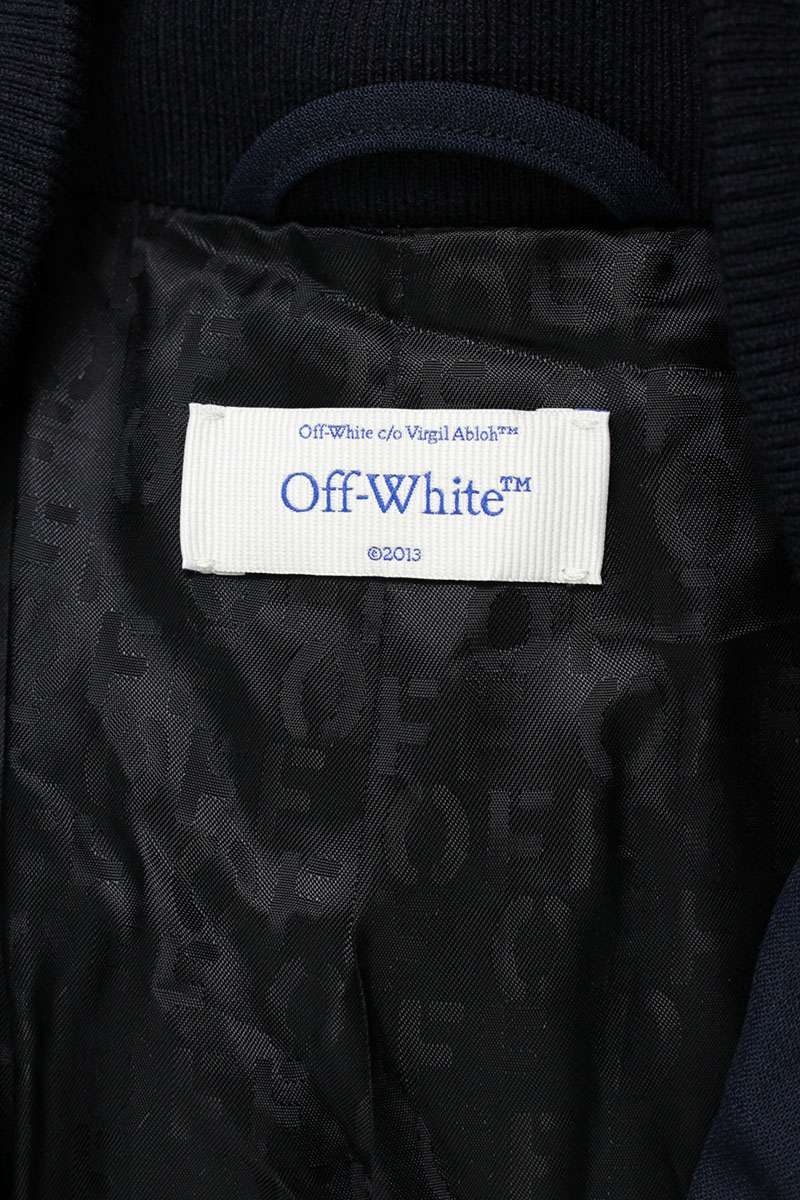 Off-White c/o Virgil Abloh™
Off-White™
©2013